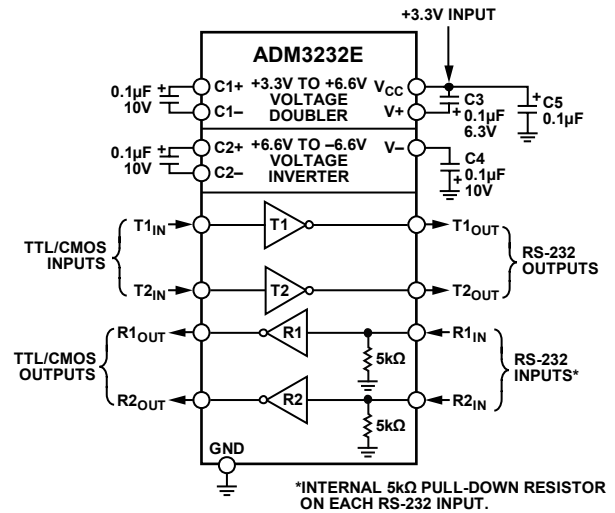 +3.3V INPUT
ADM3232E
0.1µF
10V
C1+
C1–
+3.3V TO +6.6V
VOLTAGE
DOUBLER
VCC
V+
C3
0.1µF
6.3V
C5
0.1µF
0.1µF
10V
C2+
C2–
+6.6V TO –6.6V
VOLTAGE
INVERTER
V–
C4
0.1µF
10V
TTL/CMOS
INPUTS
T1IN
T1
T1OUT
T2IN
T2
T2OUT
RS-232
OUTPUTS
TTL/CMOS
OUTPUTS
R1OUT
R1
R1IN
5kΩ
R2OUT
R2
R2IN
5kΩ
RS-232
INPUTS*
GND
*INTERNAL 5kΩ PULL-DOWN RESISTOR
ON EACH RS-232 INPUT.